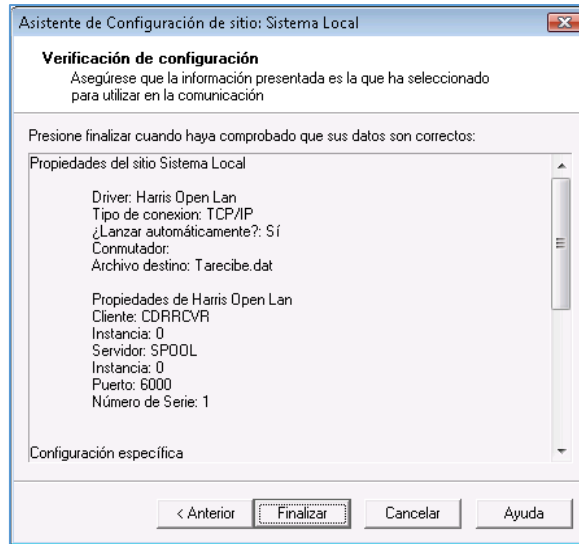 Asistente de Configuración de sitio: Sistema Local
Verificación de configuración
Asegúrese que la información presentada es la que ha seleccionado
para utilizar en la comunicación
Presione finalizar cuando haya comprobado que sus datos son correctos:
Propiedades del sitio Sistema Local
Driver: Harris Open Lan
Tipo de conexion: TCP/IP
¿Lanzar automáticamente?: Sí
Conmutador:
Archivo destino: Tarecibe.dat
Propiedades de Harris Open Lan
Cliente: CDRRCVR
Instancia: 0
Servidor: SPOOL
Instancia: 0
Puerto: 6000
Número de Serie: 1
Configuración específica
< Anterior Finalizar Cancelar Ayuda